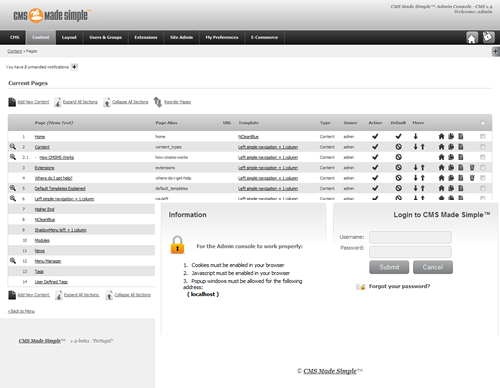 CMS Made Simple™
CMS Made Simple™ Admin Console - CMS 1.9
Welcome: admin
CMS Content Layout Users & Groups Extensions Site Admin My Preferences E-Commerce
Content » Pages
You have 2 unhandled notifications
Current Pages
Add New Content Expand All Sections Collapse All Sections Reorder Pages
Page (Menu Text) Page Alias URL Template Type Owner Active Default Move
1 Home home NCleanBlue Content admin
2 Content content_types Left simple navigation + 1 column Content admin
2.1 How CMSMS Works how-cmsms-works Left simple navigation + 1 column Content admin
3 Extensions extensions Left simple navigation + 1 column Content admin
4 Where do I get help? where-do-i-get-help Left simple navigation + 1 column Content admin
5 Default Templates Explained default_templates Left simple navigation + 1 column Content admin
6 Left simple navigation + 1 column Left simple navigation + 1 column Content admin
7 Higher End
8 NCleanBlue
9 ShadowMenu left + 1 column
10 Modules
11 News
12 Menu Manager
13 Tags
14 User Defined Tags
Add New Content Expand All Sections Collapse All Sections
«Back to Menu
CMS Made Simple™ 1.9-beta1 "Portugal"
Information
For the Admin console to work properly:
1. Cookies must be enabled in your browser
2. Javascript must be enabled in your browser
3. Popup windows must be allowed for the following
address:
( localhost )
Login to CMS Made Simple™
Username:
Password:
Submit Cancel
Forgot your password?
© CMS Made Simple™